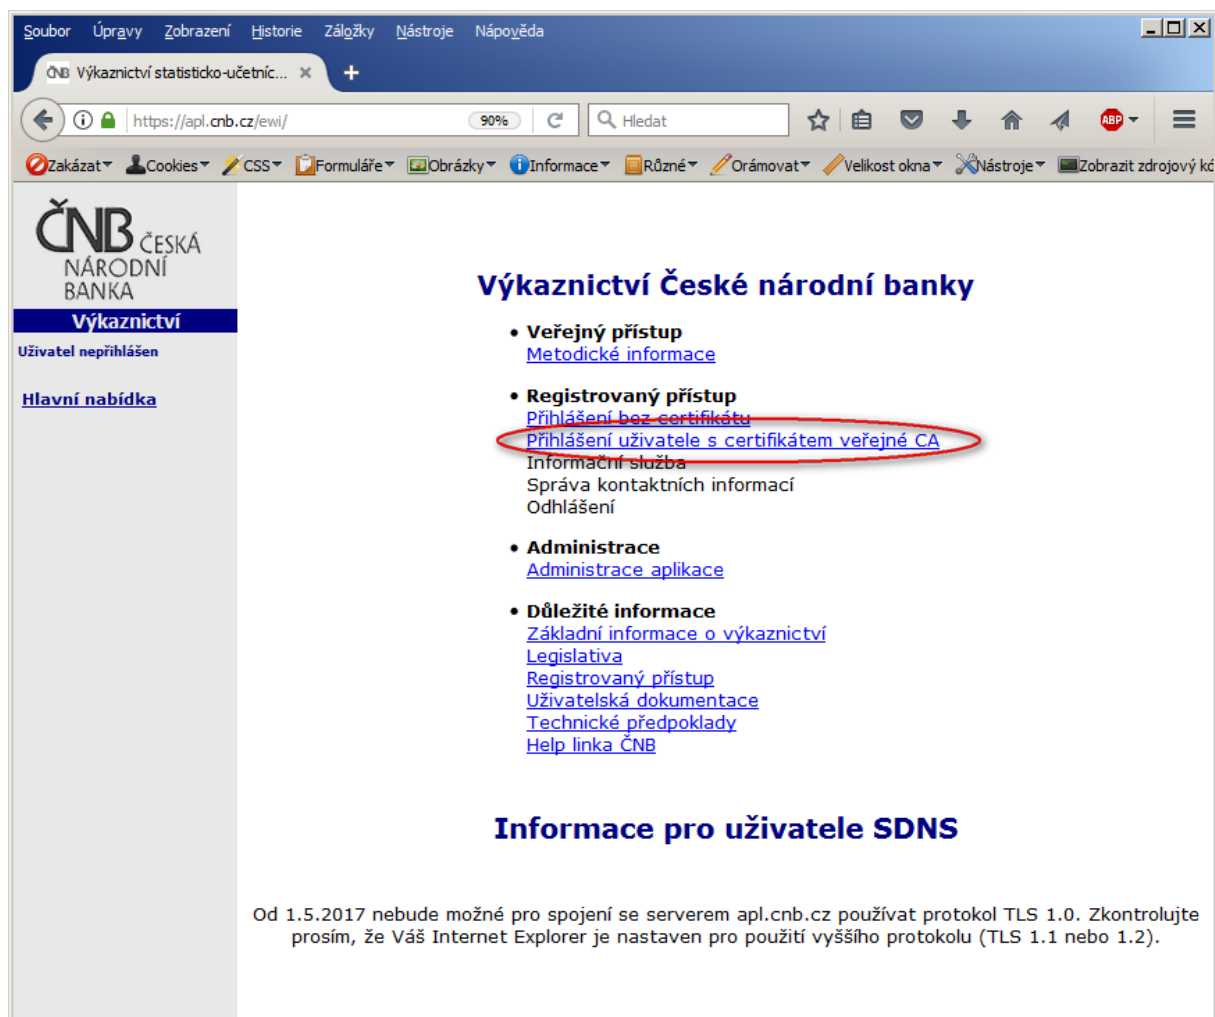 Soubor Úpravy Zobrazení Historie Záložky Nástroje Nápověda
ČNB Výkaznictví statisticko-účetníc...
https://apl.cnb.cz/ewi/ 90% Hledat ABP
Zakázat Cookies CSS Formuláře Obrázky Informace Různé Orámovat Velikost okna Nástroje Zobrazit zdrojový kó
ČNB ČESKÁ
NÁRODNÍ
BANKA
Výkaznictví
Uživatel nepřihlášen
Hlavní nabídka
Výkaznictví České národní banky
• Veřejný přístup
Metodické informace
• Registrovaný přístup
Přihlášení bez certifikátu
Přihlášení uživatele s certifikátem veřejné CA
Informační služba
Správa kontaktních informací
Odhlášení
• Administrace
Administrace aplikace
• Důležité informace
Základní informace o výkaznictví
Legislativa
Registrovaný přístup
Uživatelská dokumentace
Technické předpoklady
Help linka ČNB
Informace pro uživatele SDNS
Od 1.5.2017 nebude možné pro spojení se serverem apl.cnb.cz používat protokol TLS 1.0. Zkontrolujte
prosím, že Váš Internet Explorer je nastaven pro použití vyššího protokolu (TLS 1.1 nebo 1.2).